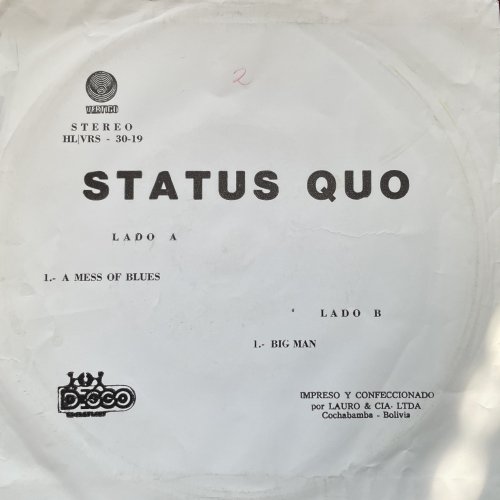 2
VERTIGO
STEREO
HL|VRS - 30-19
STATUS QUO
LADO A
1.- A MESS OF BLUES
LADO B
1.- BIG MAN
DISCO
IMPRESO Y CONFECCIONADO
por LAURO & CIA- LTDA
Cochabamba - Bolivia